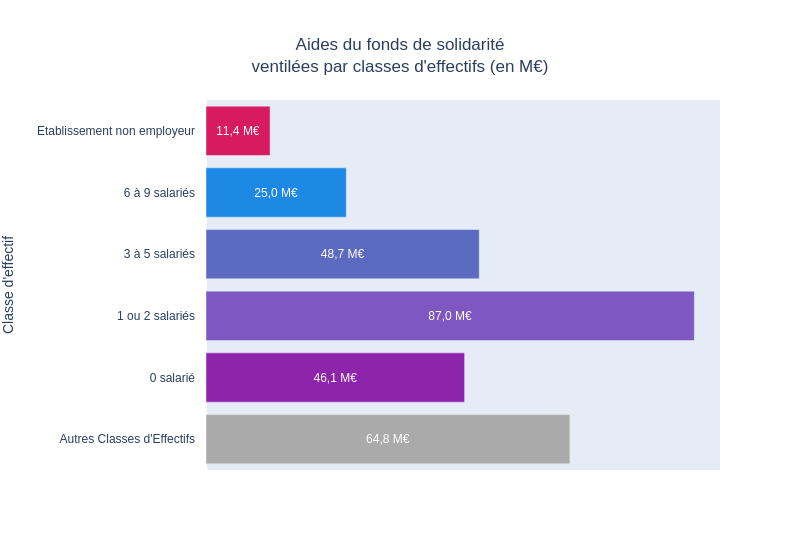 Aides du fonds de solidarité
ventilées par classes d'effectifs (en M€)
Classe d'effectif
Etablissement non employeur
11,4 M€
6 à 9 salariés
25,0 M€
3 à 5 salariés
48,7 M€
1 ou 2 salariés
87,0 M€
0 salarié
46,1 M€
Autres Classes d'Effectifs
64,8 M€